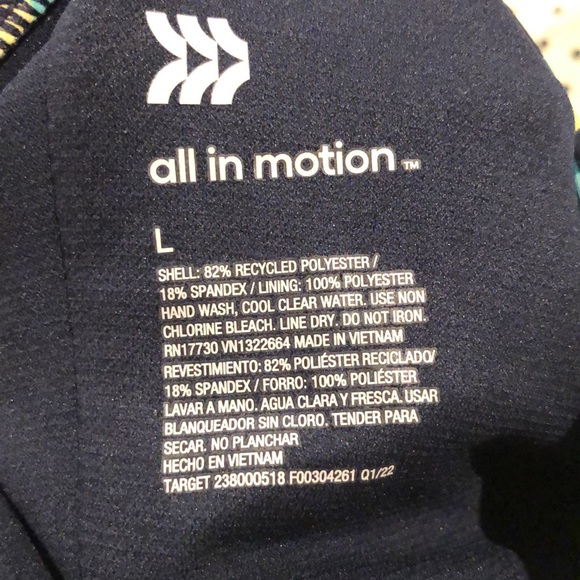 all in motion™
L
SHELL: 82% RECYCLED POLYESTER /
18% SPANDEX / LINING: 100% POLYESTER
HAND WASH, COOL CLEAR WATER. USE NON
CHLORINE BLEACH. LINE DRY. DO NOT IRON.
RN17730 VN1322664 MADE IN VIETNAM
REVESTIMIENTO: 82% POLIÉSTER RECICLADO/
18% SPANDEX / FORRO: 100% POLIÉSTER
LAVAR A MANO. AGUA CLARA Y FRESCA. USAR
BLANQUEADOR SIN CLORO. TENDER PARA
SECAR. NO PLANCHAR
HECHO EN VIETNAM
TARGET 238000518 F00304261 Q1/22